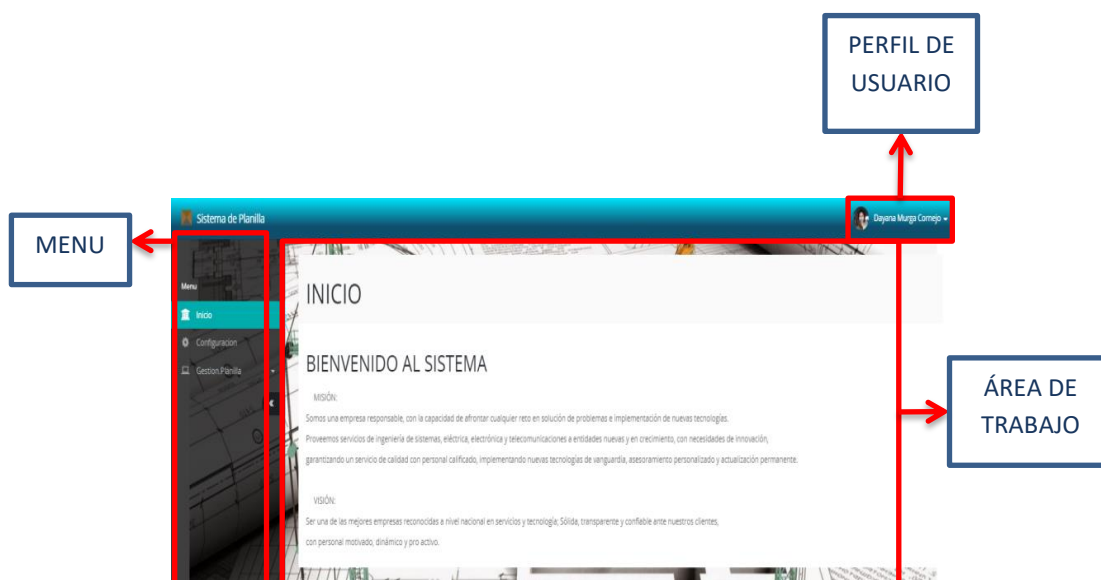 PERFIL DE
USUARIO
MENU
Sistema de Planilla
Dayana Murga Cornejo
Menu
Inicio
Configuracion
Gestion Planilla
INICIO
BIENVENIDO AL SISTEMA
MISIÓN:
Somos una empresa responsable, con la capacidad de afrontar cualquier reto en solución de problemas e implementación de nuevas tecnologías.
Proveemos servicios de ingeniería de sistemas, eléctrica, electrónica y telecomunicaciones a entidades nuevas y en crecimiento, con necesidades de innovación,
garantizando un servicio de calidad con personal calificado, implementando nuevas tecnologías de vanguardia, asesoramiento personalizado y actualización permanente.
VISIÓN:
Ser una de las mejores empresas reconocidas a nivel nacional en servicios y tecnología; Sólida, transparente y confiable ante nuestros clientes,
con personal motivado, dinámico y pro activo.
ÁREA DE
TRABAJO